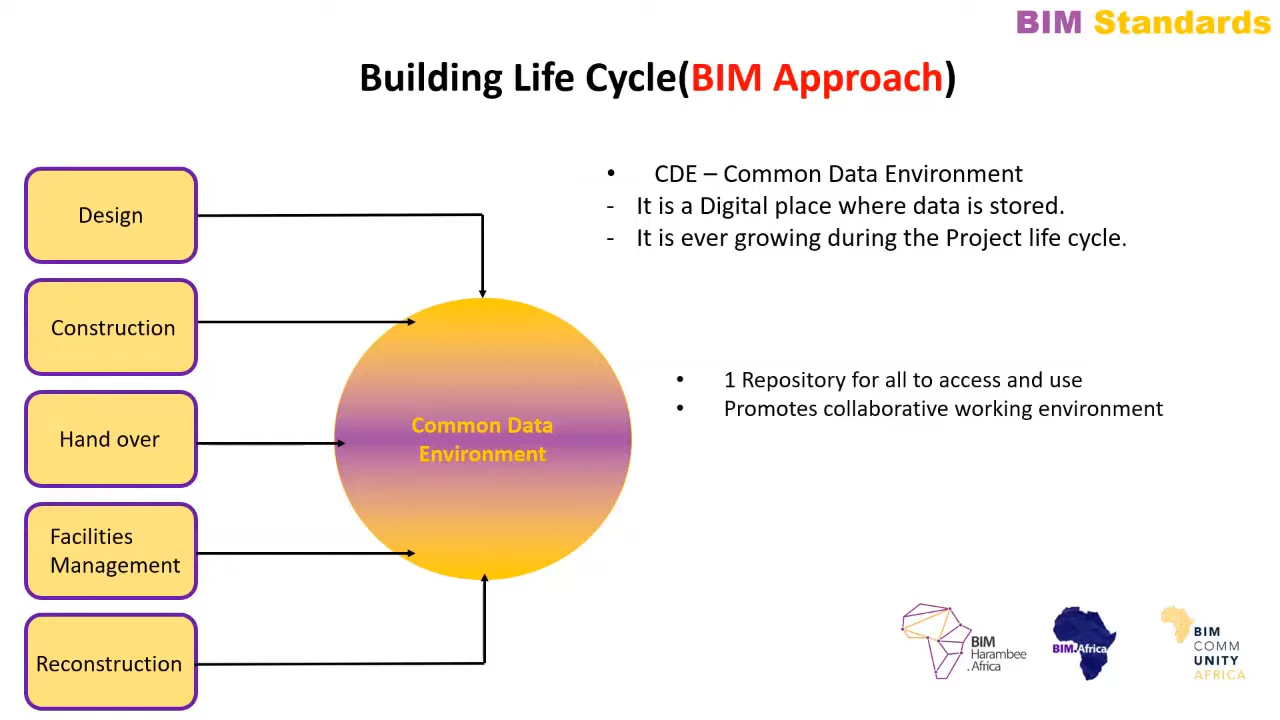 BIM Standards
Building Life Cycle(BIM Approach)
Design
Construction
Hand over
Facilities
Management
Reconstruction
Common Data
Environment
• CDE – Common Data Environment
- It is a Digital place where data is stored.
- It is ever growing during the Project life cycle.
• 1 Repository for all to access and use
• Promotes collaborative working environment
BIM
Harambee
.Africa
BIM.Africa
BIM
COMM
UNITY
AFRICA